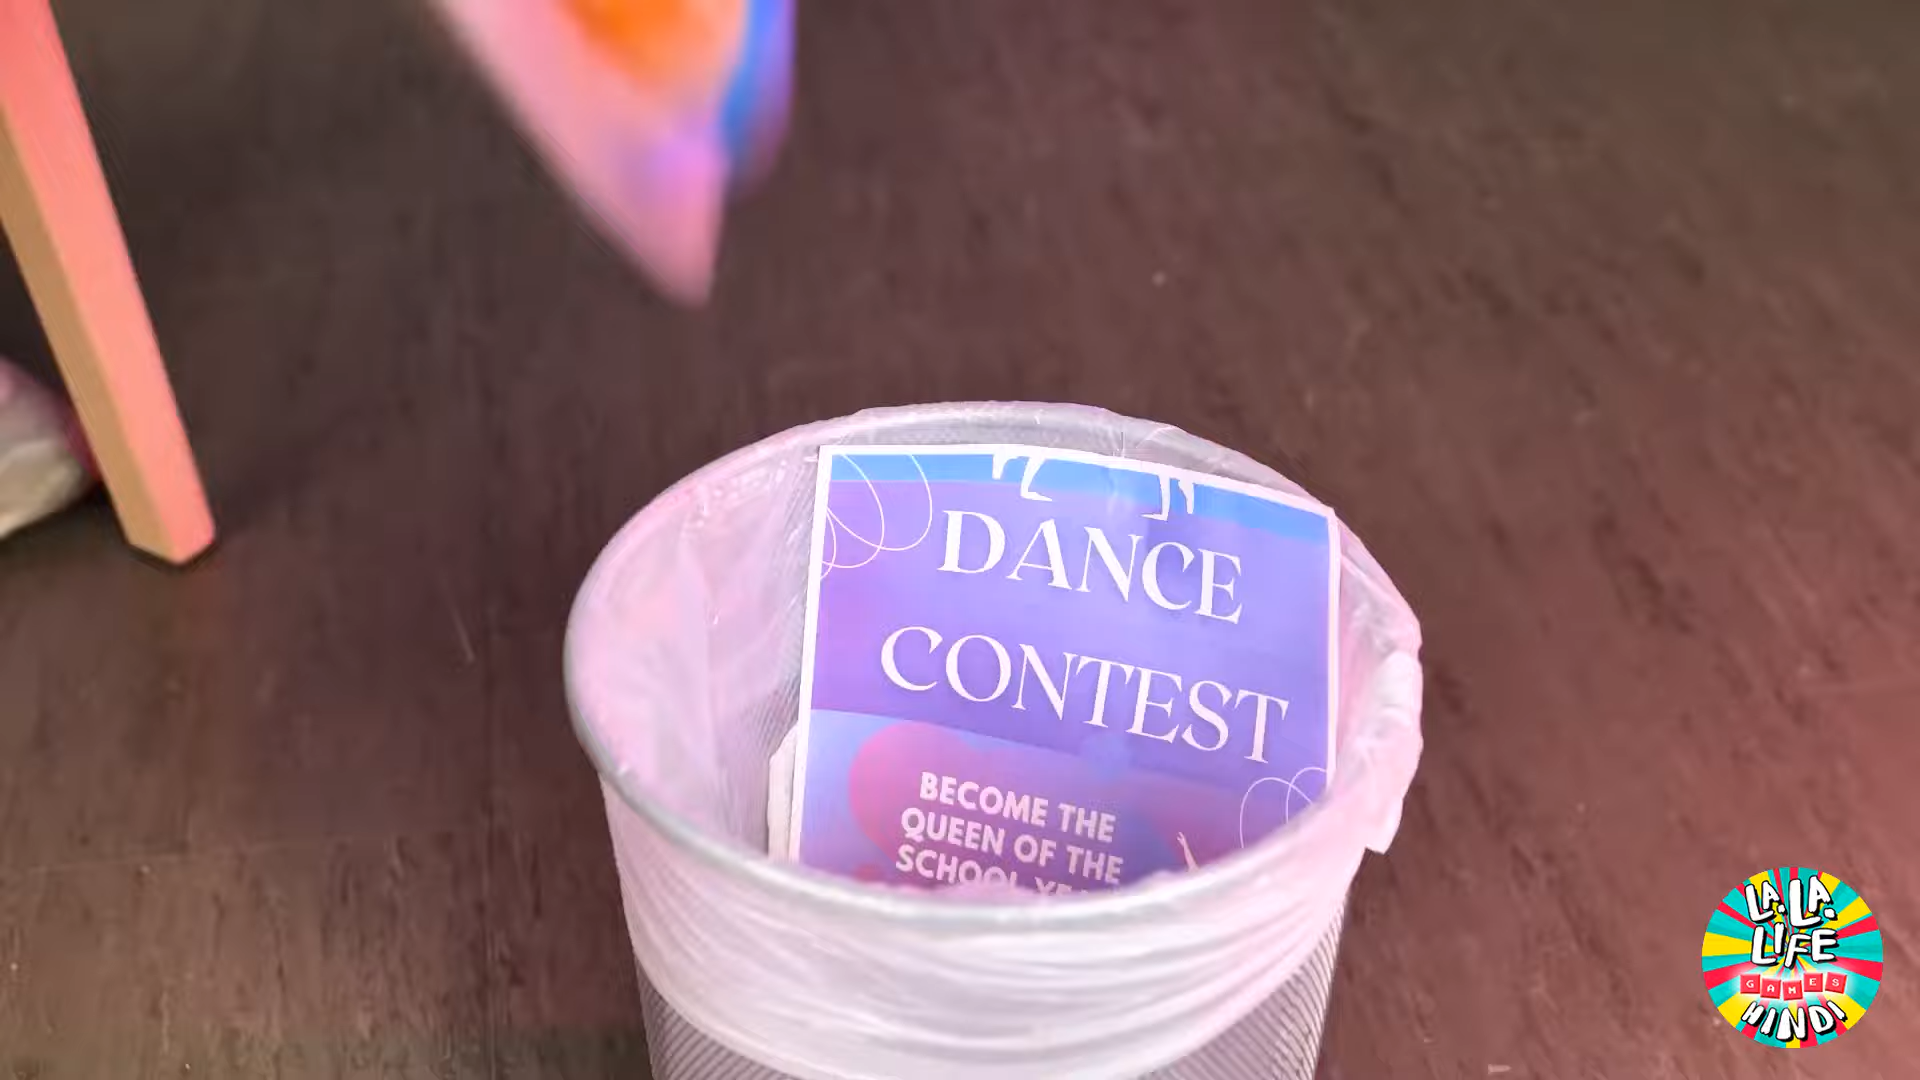 DANCE
CONTEST
BECOME THE
QUEEN OF THE
SCHOOL
LA LA
LIFE
GAMES
HINDI